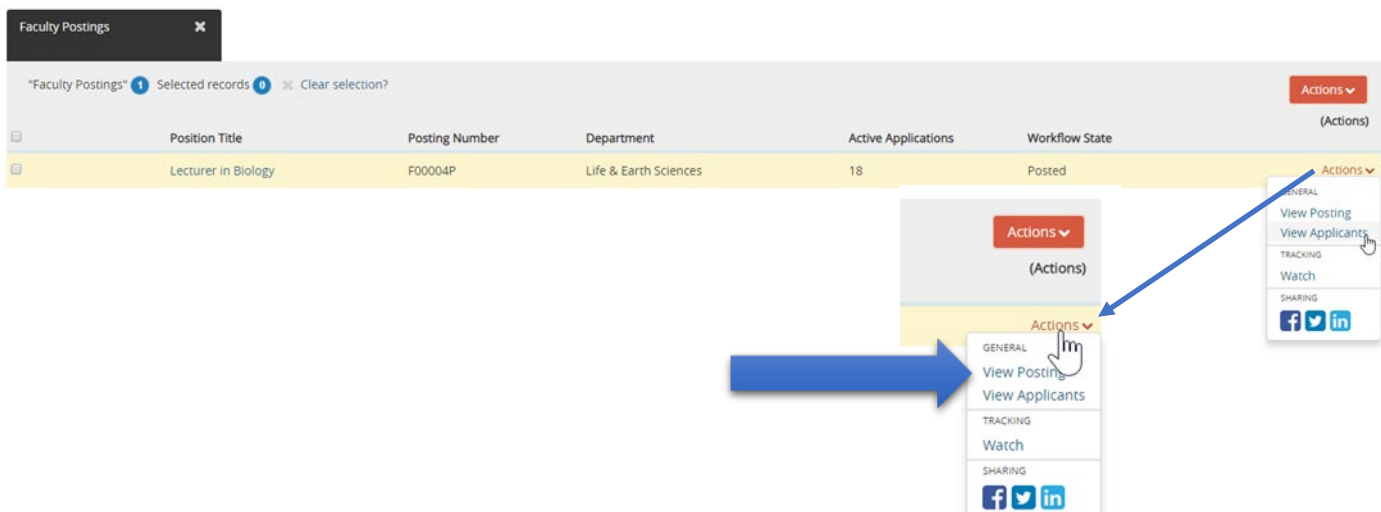 Faculty Postings ✖
"Faculty Postings" 1 Selected records 0 ✖ Clear selection?
Actions
(Actions)
Position Title Posting Number Department Active Applications Workflow State
Lecturer in Biology F00004P Life & Earth Sciences 18 Posted Actions
GENERAL
View Posting
View Applicants
TRACKING
Watch
SHARING
Actions
(Actions)
Actions
GENERAL
View Posting
View Applicants
TRACKING
Watch
SHARING